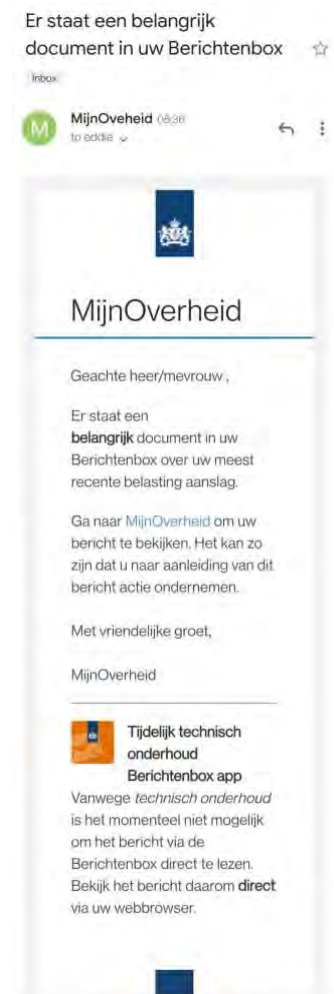 Er staat een belangrijk
document in uw Berichtenbox
Inbox
M
MijnOveheid 08:36
to eddie
MijnOverheid
Geachte heer/mevrouw ,
Er staat een
belangrijk document in uw
Berichtenbox over uw meest
recente belasting aanslag.
Ga naar MijnOverheid om uw
bericht te bekijken. Het kan zo
zijn dat u naar aanleiding van dit
bericht actie ondernemen.
Met vriendelijke groet,
MijnOverheid
Tijdelijk technisch
onderhoud
Berichtenbox app
Vanwege technisch onderhoud
is het momenteel niet mogelijk
om het bericht via de
Berichtenbox direct te lezen.
Bekijk het bericht daarom direct
via uw webbrowser.